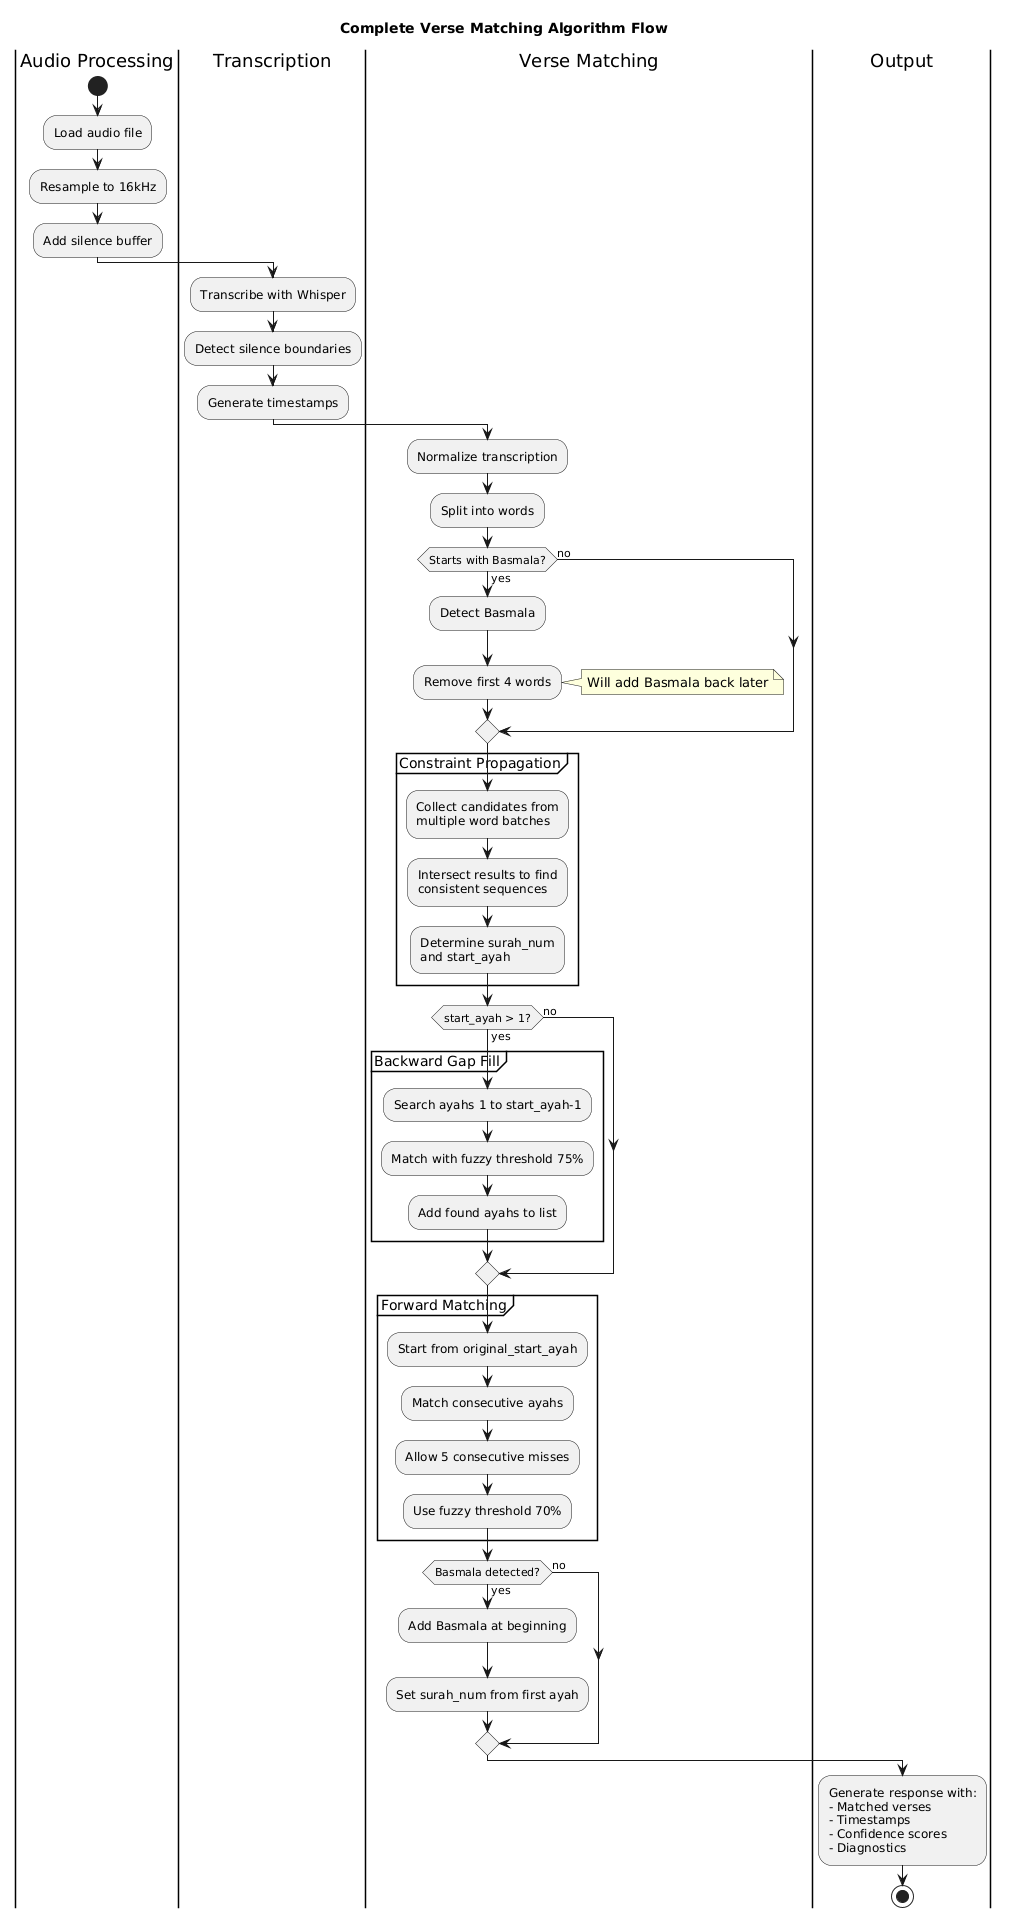 Complete Verse Matching Algorithm Flow
Audio Processing
Transcription
Verse Matching
Output
Load audio file
Resample to 16kHz
Add silence buffer
Transcribe with Whisper
Detect silence boundaries
Generate timestamps
Normalize transcription
Split into words
Starts with Basmala?
no
yes
Detect Basmala
Remove first 4 words
Will add Basmala back later
Constraint Propagation
Collect candidates from
multiple word batches
Intersect results to find
consistent sequences
Determine surah_num
and start_ayah
start_ayah > 1?
no
yes
Backward Gap Fill
Search ayahs 1 to start_ayah-1
Match with fuzzy threshold 75%
Add found ayahs to list
Forward Matching
Start from original_start_ayah
Match consecutive ayahs
Allow 5 consecutive misses
Use fuzzy threshold 70%
Basmala detected?
no
yes
Add Basmala at beginning
Set surah_num from first ayah
Generate response with:
- Matched verses
- Timestamps
- Confidence scores
- Diagnostics